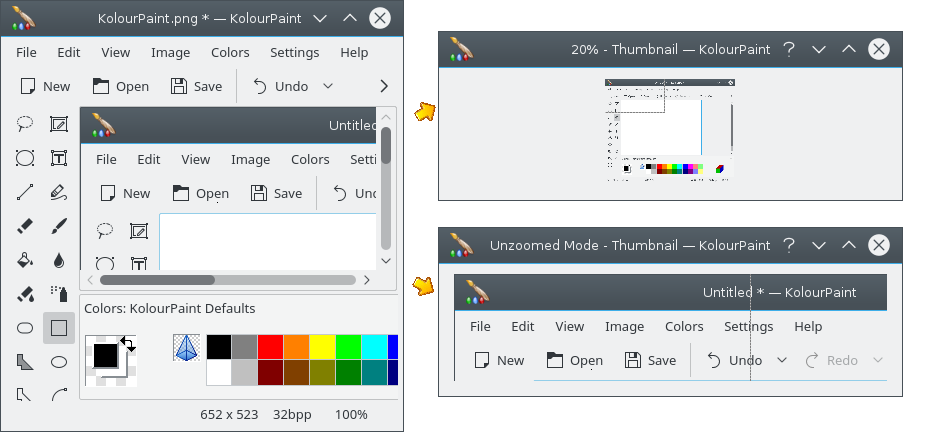 KolourPaint.png * — KolourPaint
File Edit View Image Colors Settings Help
New Open Save Undo
Untitled
File Edit View Image Colors Setti
New Open Save Und
Colors: KolourPaint Defaults
652 x 523 32bpp 100%
20% - Thumbnail — KolourPaint
Unzoomed Mode - Thumbnail — KolourPaint
Untitled * — KolourPaint
File Edit View Image Colors Settings Help
New Open Save Undo Redo